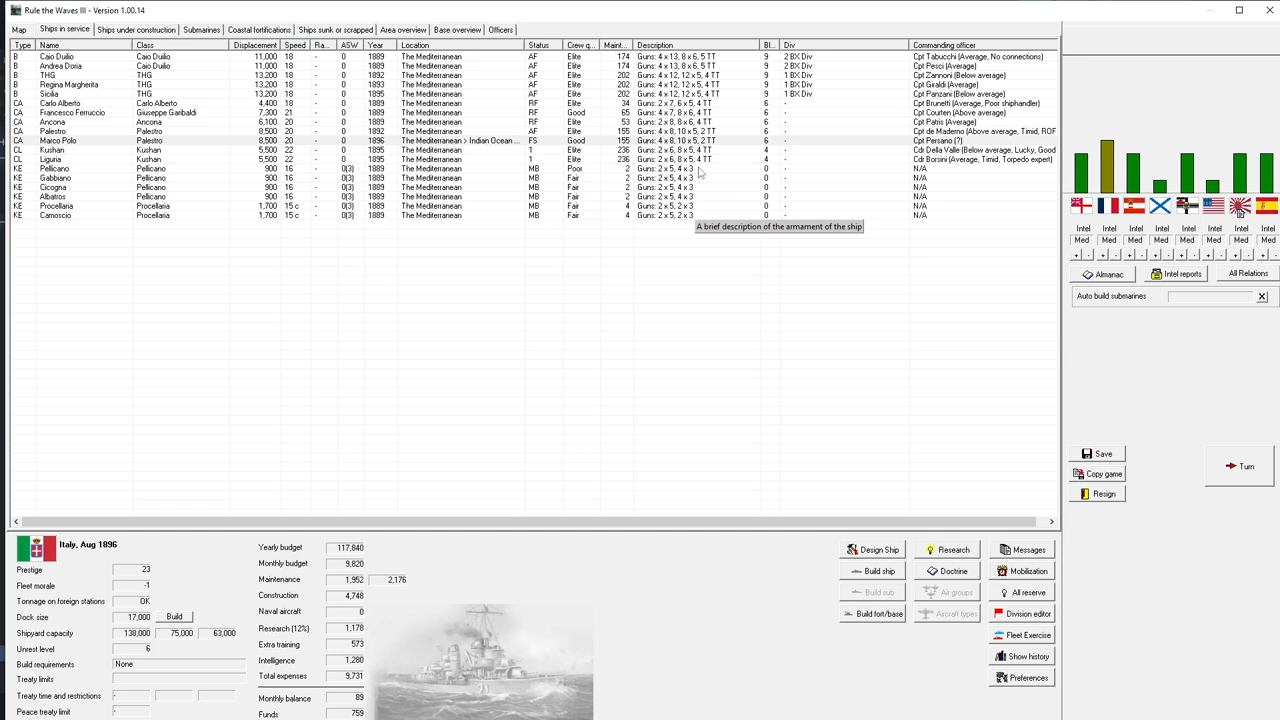 Rule the Waves III - Version 1.00.14
Map Ships in service Ships under construction Submarines Coastal fortifications Ships sunk or scrapped Area overview Base overview Officers
Type Name Class Displacement Speed Ra... ASW Year Location Status Crew q... Maint... Description Bl... Div Commanding officer
B Caio Duilio Caio Duilio 11,000 18 - 0 1889 The Mediterranean AF Elite 174 Guns: 4 x 13, 8 x 6, 5 TT 9 2 BX Div Cpt Tabucchi (Average, No connections)
B Andrea Doria Caio Duilio 11,000 18 - 0 1889 The Mediterranean AF Elite 174 Guns: 4 x 13, 8 x 6, 5 TT 9 2 BX Div Cpt Pesci (Average)
B THG THG 13,200 18 - 0 1892 The Mediterranean AF Elite 202 Guns: 4 x 12, 12 x 5, 4 TT 9 1 BX Div Cpt Zannoni (Below average)
B Regina Margherita THG 13,200 18 - 0 1893 The Mediterranean AF Elite 202 Guns: 4 x 12, 12 x 5, 4 TT 9 1 BX Div Cpt Giraldi (Average)
B Sicilia THG 13,200 18 - 0 1895 The Mediterranean AF Elite 202 Guns: 4 x 12, 12 x 5, 4 TT 9 1 BX Div Cpt Panzani (Below average)
CA Carlo Alberto Carlo Alberto 4,400 18 - 0 1889 The Mediterranean RF Elite 34 Guns: 2 x 7, 6 x 5, 4 TT 6 - Cpt Brunetti (Average, Poor shiphandler)
CA Francesco Ferruccio Giuseppe Garibaldi 7,300 21 - 0 1889 The Mediterranean RF Good 65 Guns: 4 x 7, 8 x 6, 4 TT 6 - Cpt Courten (Above average)
CA Ancona Ancona 6,100 20 - 0 1889 The Mediterranean RF Elite 53 Guns: 2 x 8, 8 x 6, 4 TT 6 - Cpt Patris (Average)
CA Palestro Palestro 8,500 20 - 0 1892 The Mediterranean AF Elite 155 Guns: 4 x 8, 10 x 5, 2 TT 6 - Cpt de Maderno (Average, Timid, ROF
CA Marco Polo Palestro 8,500 20 - 0 1896 The Mediterranean > Indian Ocean ... FS Good 155 Guns: 4 x 8, 10 x 5, 2 TT 6 - Cpt Persano (?)
CL Kushan Kushan 5,500 22 - 0 1895 The Mediterranean 1 Elite 236 Guns: 2 x 6, 8 x 5, 4 TT 4 - Cdr Della Valle (Below average, Lucky, Good
CL Liguria Kushan 5,500 22 - 0 1895 The Mediterranean 1 Elite 236 Guns: 2 x 6, 8 x 5, 4 TT 4 - Cdr Borsini (Average, Timid, Torpedo expert)
KE Pellicano Pellicano 900 16 - 0(3) 1889 The Mediterranean MB Poor 2 Guns: 2 x 5, 4 x 3 0 - N/A
KE Gabbiano Pellicano 900 16 - 0(3) 1889 The Mediterranean MB Fair 2 Guns: 2 x 5, 4 x 3 0 - N/A
KE Cicogna Pellicano 900 16 - 0(3) 1889 The Mediterranean MB Fair 2 Guns: 2 x 5, 4 x 3 0 - N/A
KE Albatros Pellicano 900 16 - 0(3) 1889 The Mediterranean MB Fair 2 Guns: 2 x 5, 4 x 3 0 - N/A
KE Procellaria Procellaria 1,700 15 c - 0(3) 1889 The Mediterranean MB Fair 4 Guns: 2 x 5, 2 x 3 0 - N/A
KE Camoscio Procellaria 1,700 15 c - 0(3) 1889 The Mediterranean MB Fair 4 Guns: 2 x 5, 2 x 3 0 - N/A
A brief description of the armament of the ship
Intel Intel Intel Intel Intel Intel Intel Intel
Med Med Med Med Med Med Med Med
+ - + - + - + - + - + - + - + -
Almanac Intel reports All Relations
Auto build submarines X
Save
Copy game
Resign
Turn
Italy, Aug 1896
Prestige 23
Fleet morale -1
Tonnage on foreign stations OK
Dock size 17,000 Build
Shipyard capacity 138,000 75,000 63,000
Unrest level 6
Build requirements None
Treaty limits
Treaty time and restrictions -
Peace treaty limit -
Yearly budget 117,840
Monthly budget 9,820
Maintenance 1,952 2,176
Construction 4,748
Naval aircraft 0
Research (12%) 1,178
Extra training 573
Intelligence 1,280
Total expenses 9,731
Monthly balance 89
Funds 759
Design Ship Research Messages
Build ship Doctrine Mobilization
Build sub Air groups All reserve
Build fort/base Aircraft types Division editor
Fleet Exercise
Show history
Preferences